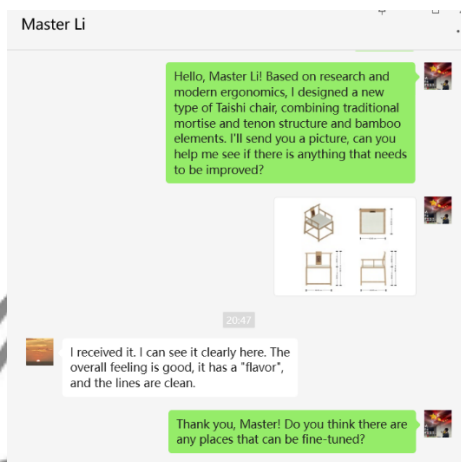 Master Li
Hello, Master Li! Based on research and
modern ergonomics, I designed a new
type of Taishi chair, combining traditional
mortise and tenon structure and bamboo
elements. I'll send you a picture, can you
help me see if there is anything that needs
to be improved?
20:47
I received it. I can see it clearly here. The
overall feeling is good, it has a "flavor",
and the lines are clean.
Thank you, Master! Do you think there are
any places that can be fine-tuned?